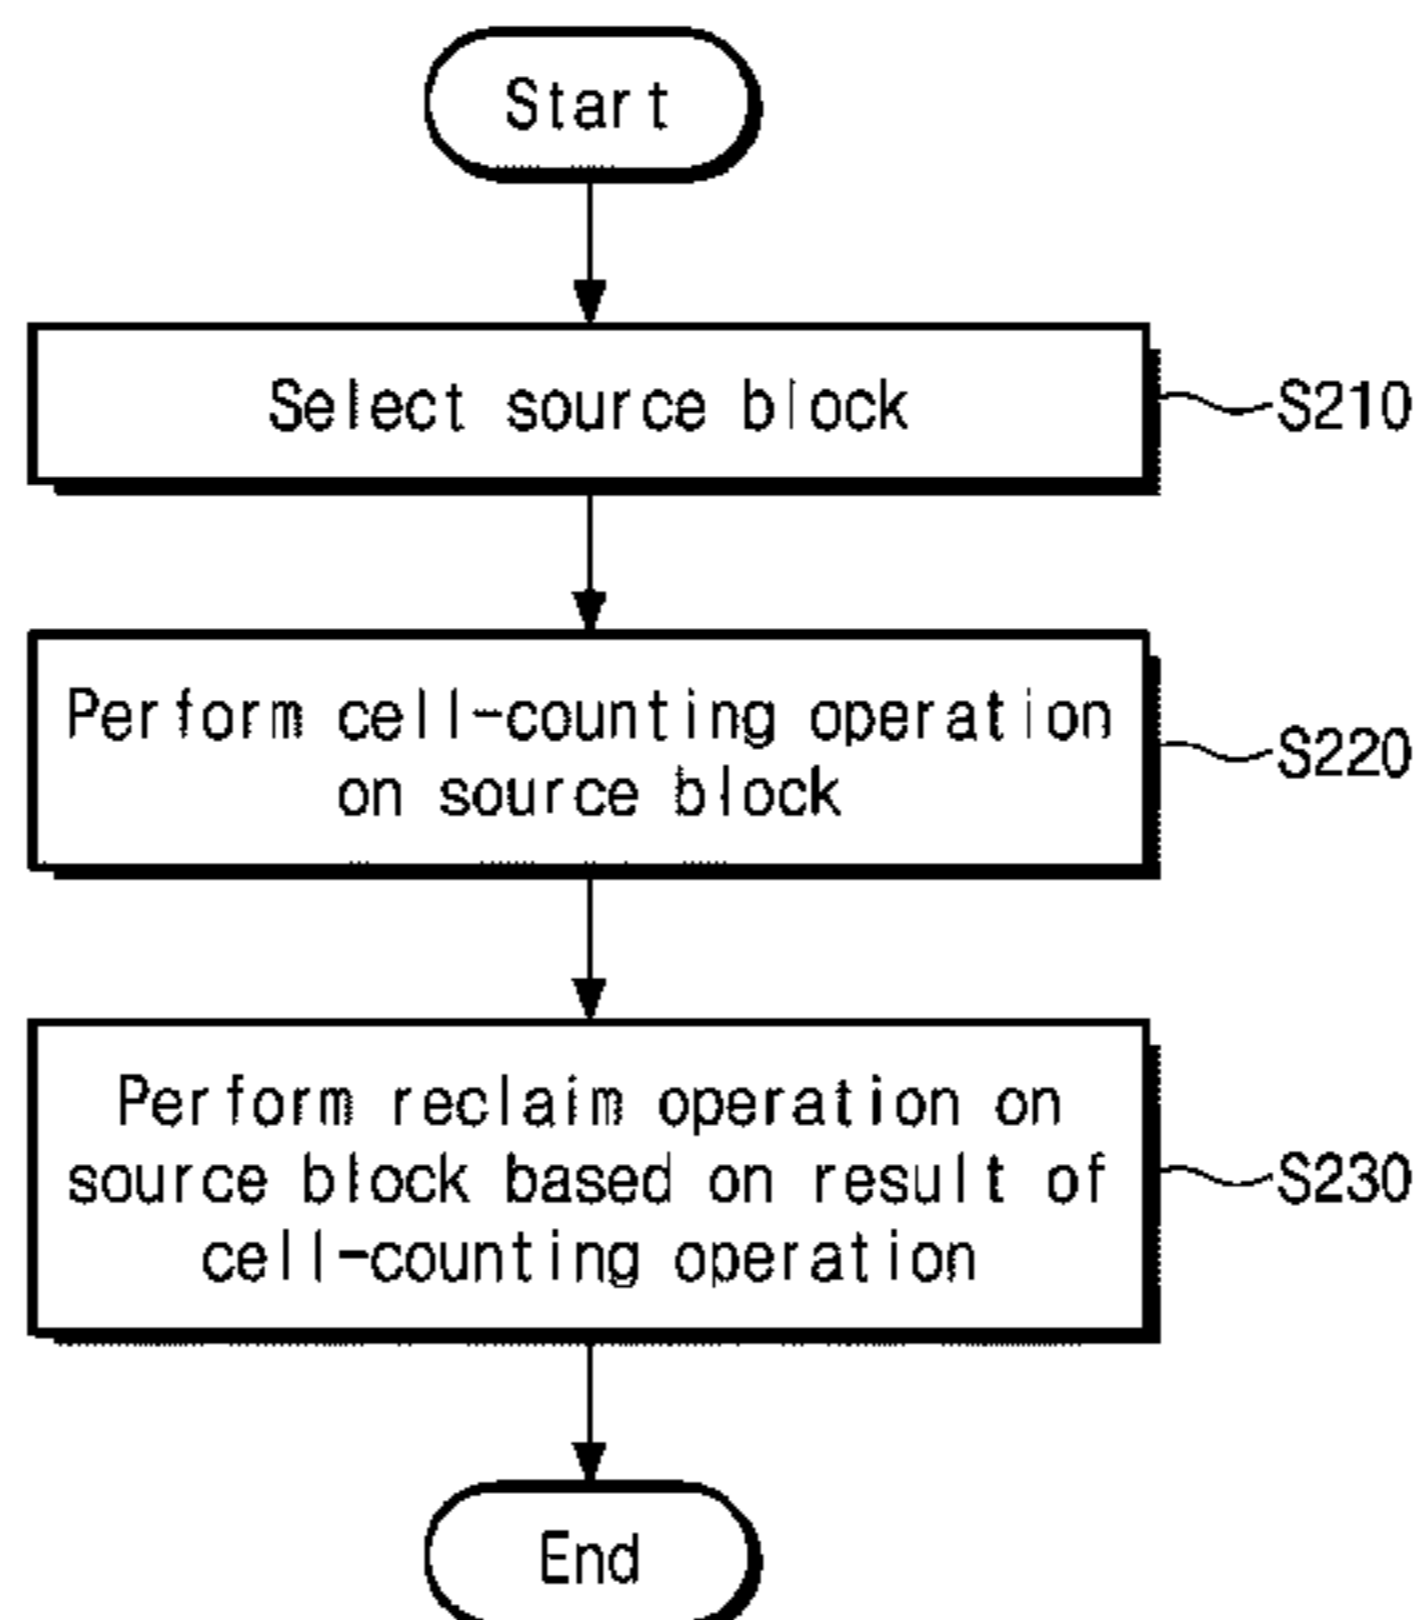 Start
Select source block
S210
Perform cell-counting operation
on source block
S220
Perform reclaim operation on
source block based on result of
cell-counting operation
S230
End